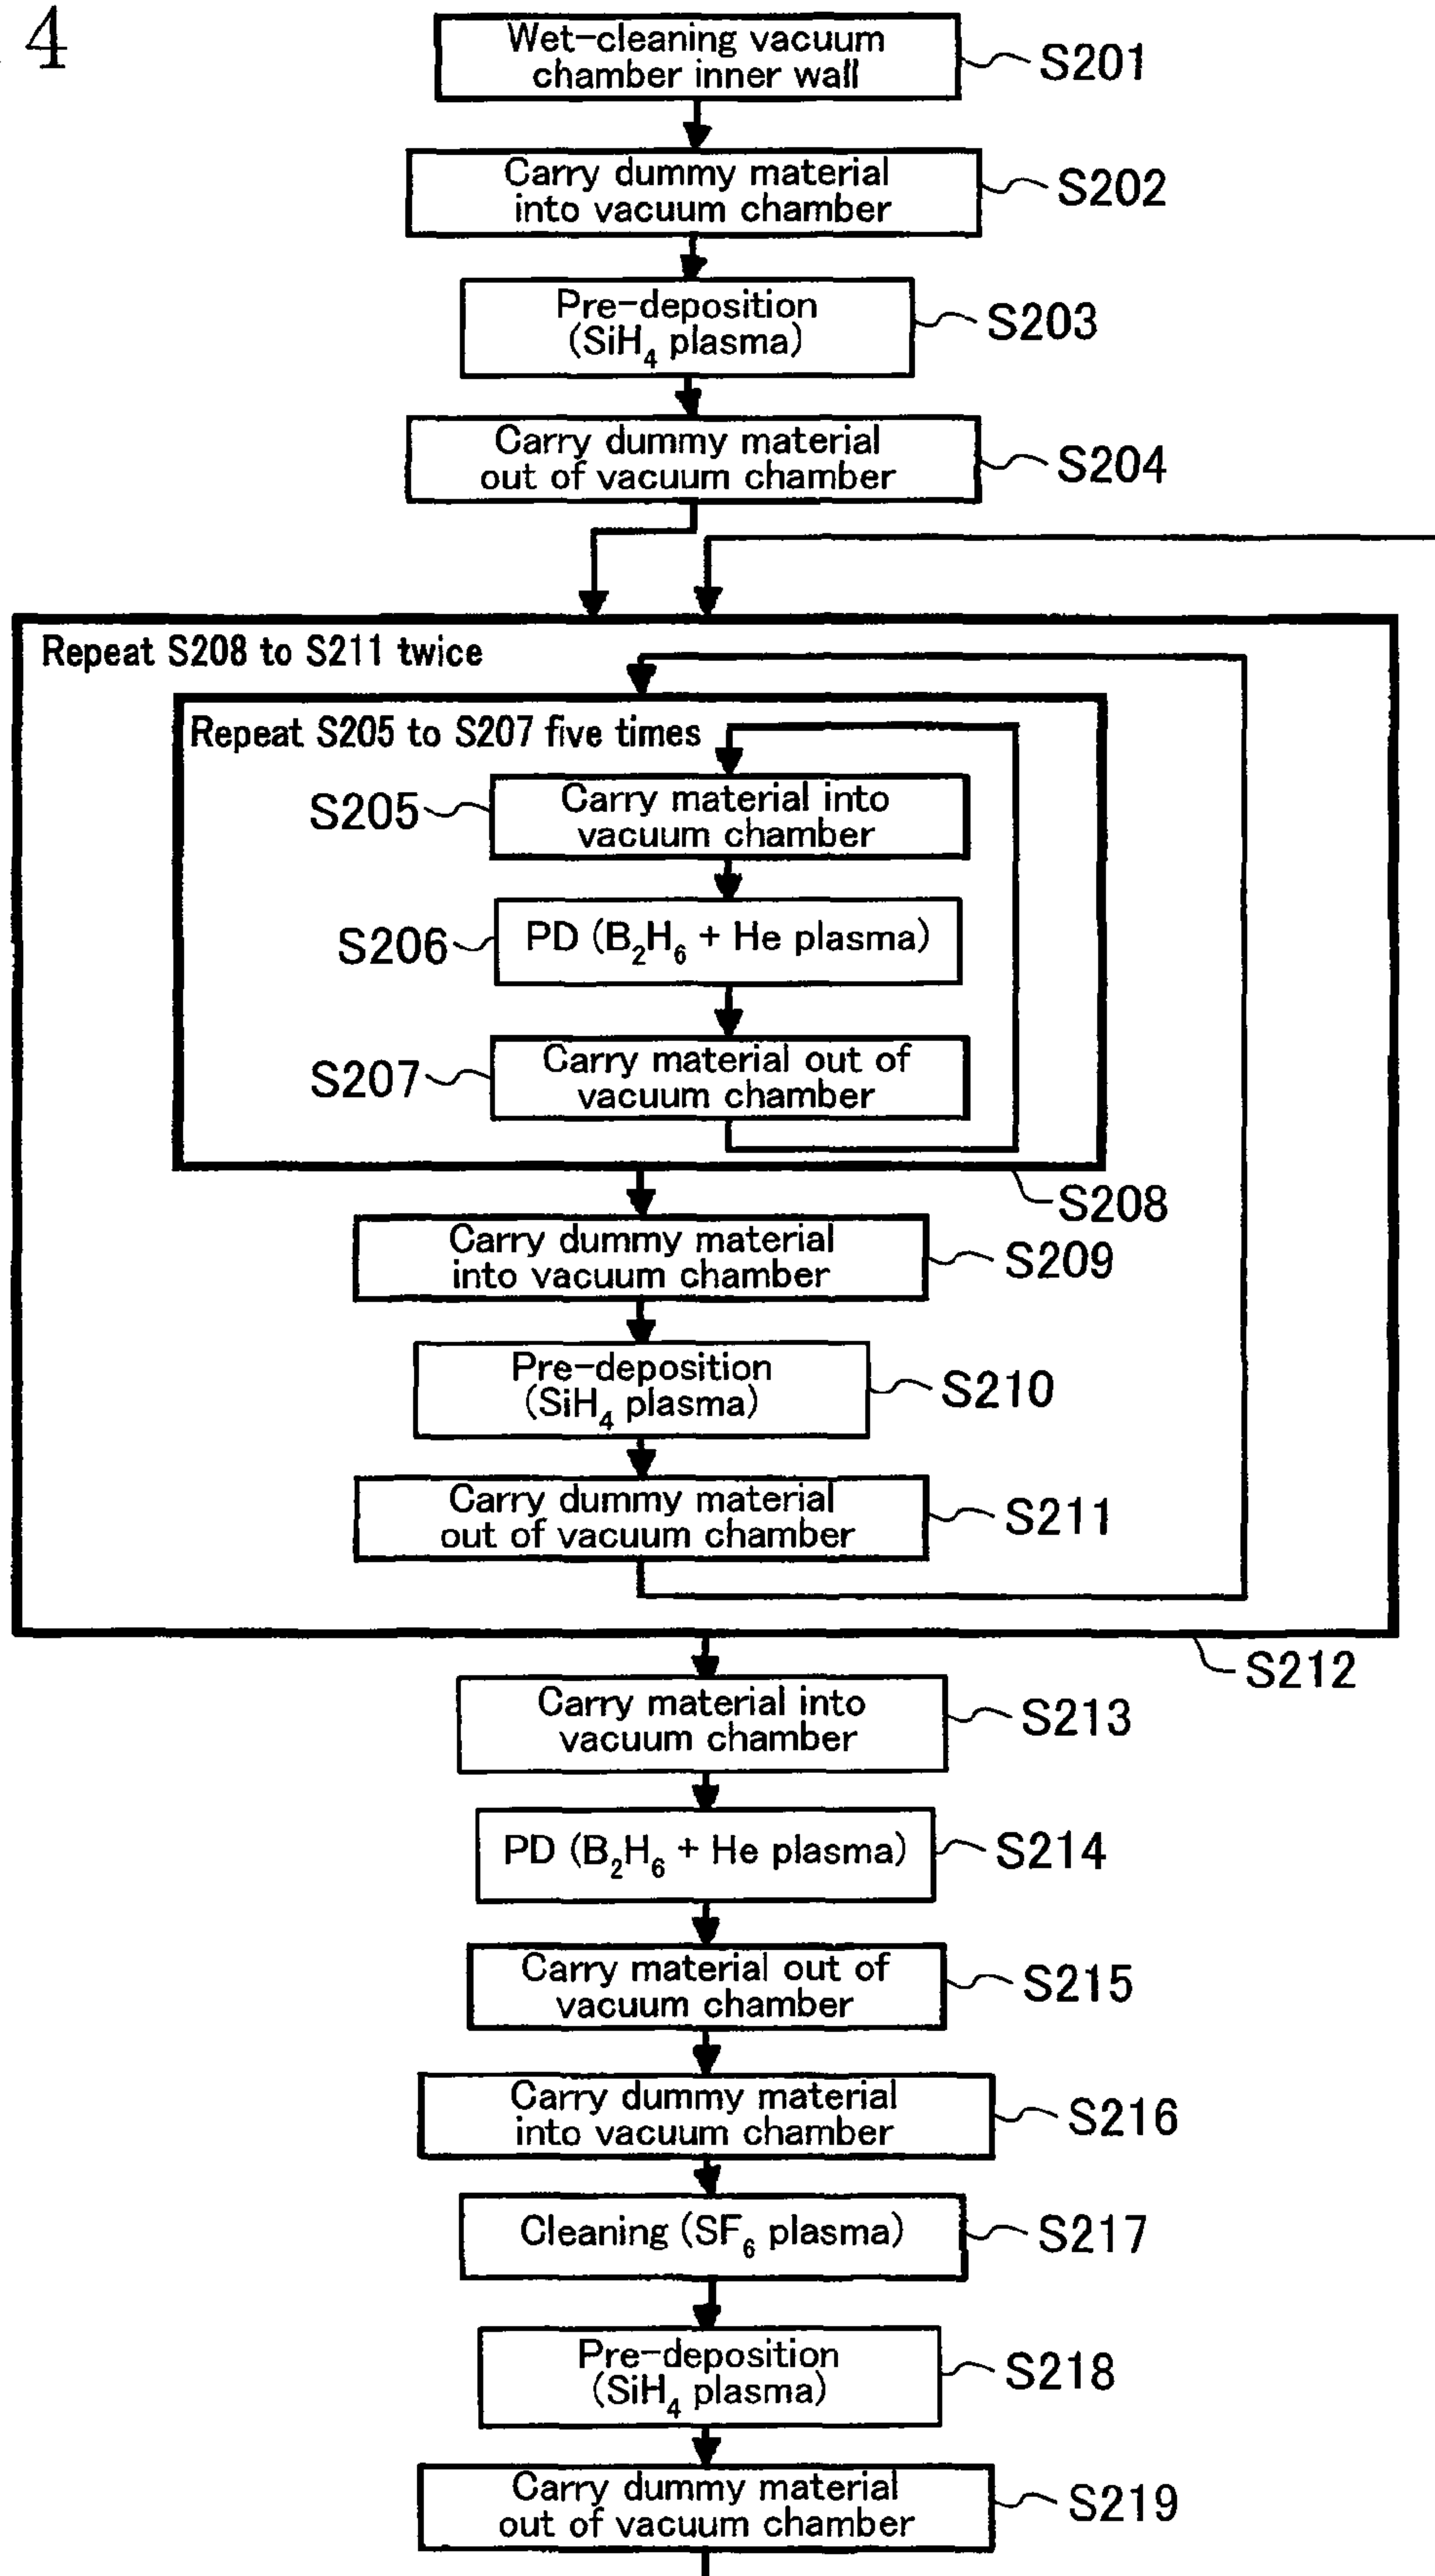 4
Wet-cleaning vacuum
chamber inner wall
S201
Carry dummy material
into vacuum chamber
S202
Pre-deposition
(SiH₄ plasma)
S203
Carry dummy material
out of vacuum chamber
S204
Repeat S208 to S211 twice
Repeat S205 to S207 five times
S205
Carry material into
vacuum chamber
S206
PD (B₂H₆ + He plasma)
S207
Carry material out of
vacuum chamber
S208
Carry dummy material
into vacuum chamber
S209
Pre-deposition
(SiH₄ plasma)
S210
Carry dummy material
out of vacuum chamber
S211
S212
Carry material into
vacuum chamber
S213
PD (B₂H₆ + He plasma)
S214
Carry material out of
vacuum chamber
S215
Carry dummy material
into vacuum chamber
S216
Cleaning (SF₆ plasma)
S217
Pre-deposition
(SiH₄ plasma)
S218
Carry dummy material
out of vacuum chamber
S219